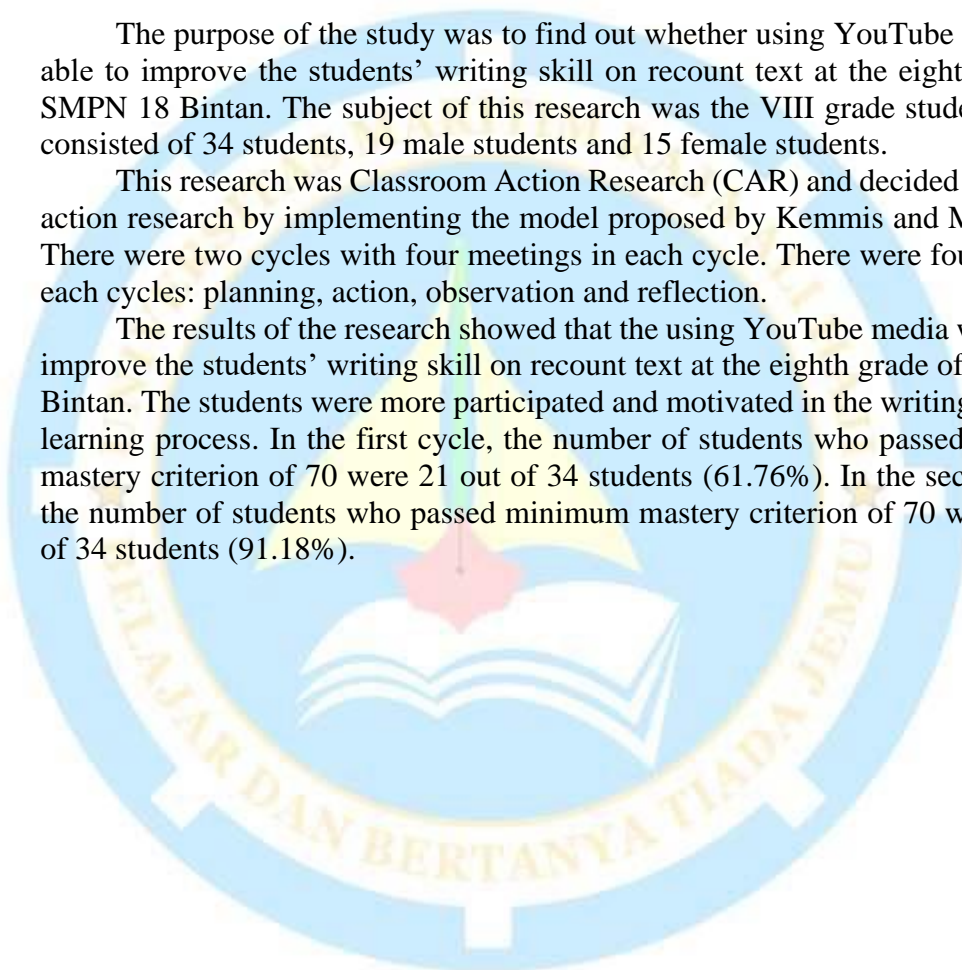 The purpose of the study was to find out whether using YouTube
able to improve the students’ writing skill on recount text at the eight
SMPN 18 Bintan. The subject of this research was the VIII grade stude
consisted of 34 students, 19 male students and 15 female students.
This research was Classroom Action Research (CAR) and decided
action research by implementing the model proposed by Kemmis and M
There were two cycles with four meetings in each cycle. There were fou
each cycles: planning, action, observation and reflection.
The results of the research showed that the using YouTube media w
improve the students’ writing skill on recount text at the eighth grade of
Bintan. The students were more participated and motivated in the writing
learning process. In the first cycle, the number of students who passed
mastery criterion of 70 were 21 out of 34 students (61.76%). In the sec
the number of students who passed minimum mastery criterion of 70 w
of 34 students (91.18%).
BELAJAR DAN BERTANYA TIADA JEMU